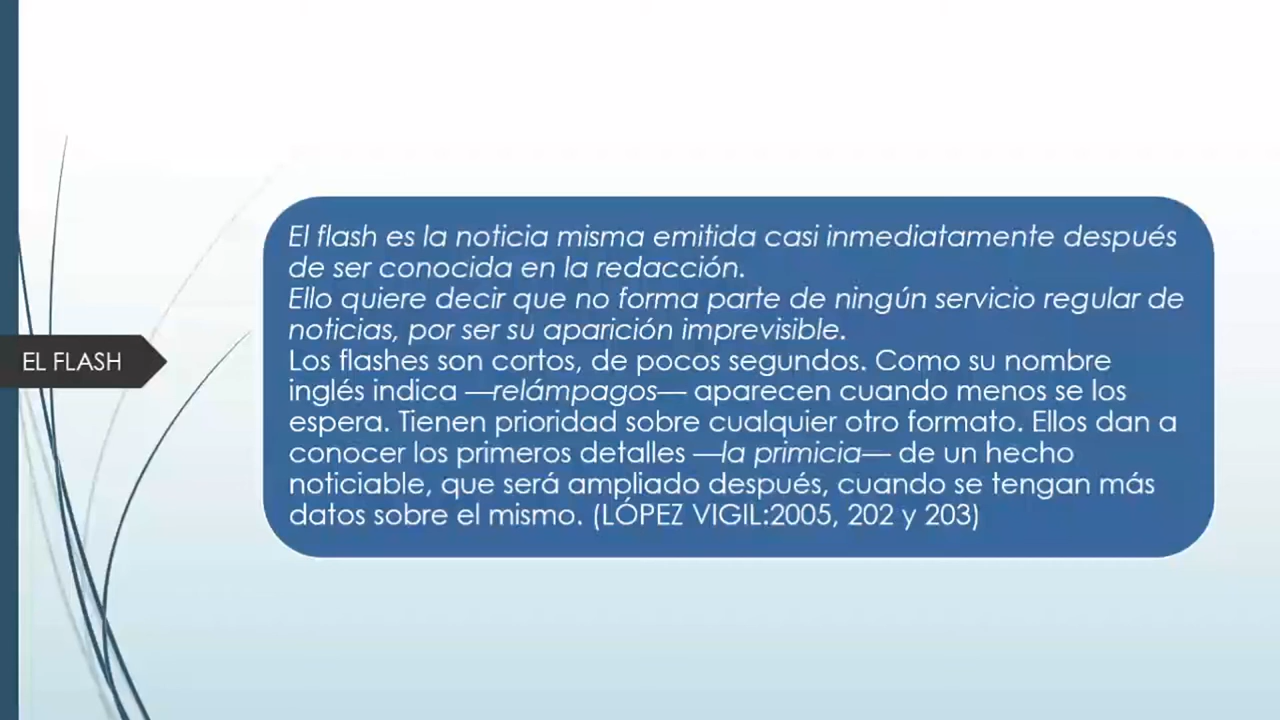 EL FLASH
El flash es la noticia misma emitida casi inmediatamente después
de ser conocida en la redacción.
Ello quiere decir que no forma parte de ningún servicio regular de
noticias, por ser su aparición imprevisible.
Los flashes son cortos, de pocos segundos. Como su nombre
inglés indica —relámpagos— aparecen cuando menos se los
espera. Tienen prioridad sobre cualquier otro formato. Ellos dan a
conocer los primeros detalles —la primicia— de un hecho
noticiable, que será ampliado después, cuando se tengan más
datos sobre el mismo. (LÓPEZ VIGIL:2005, 202 y 203)